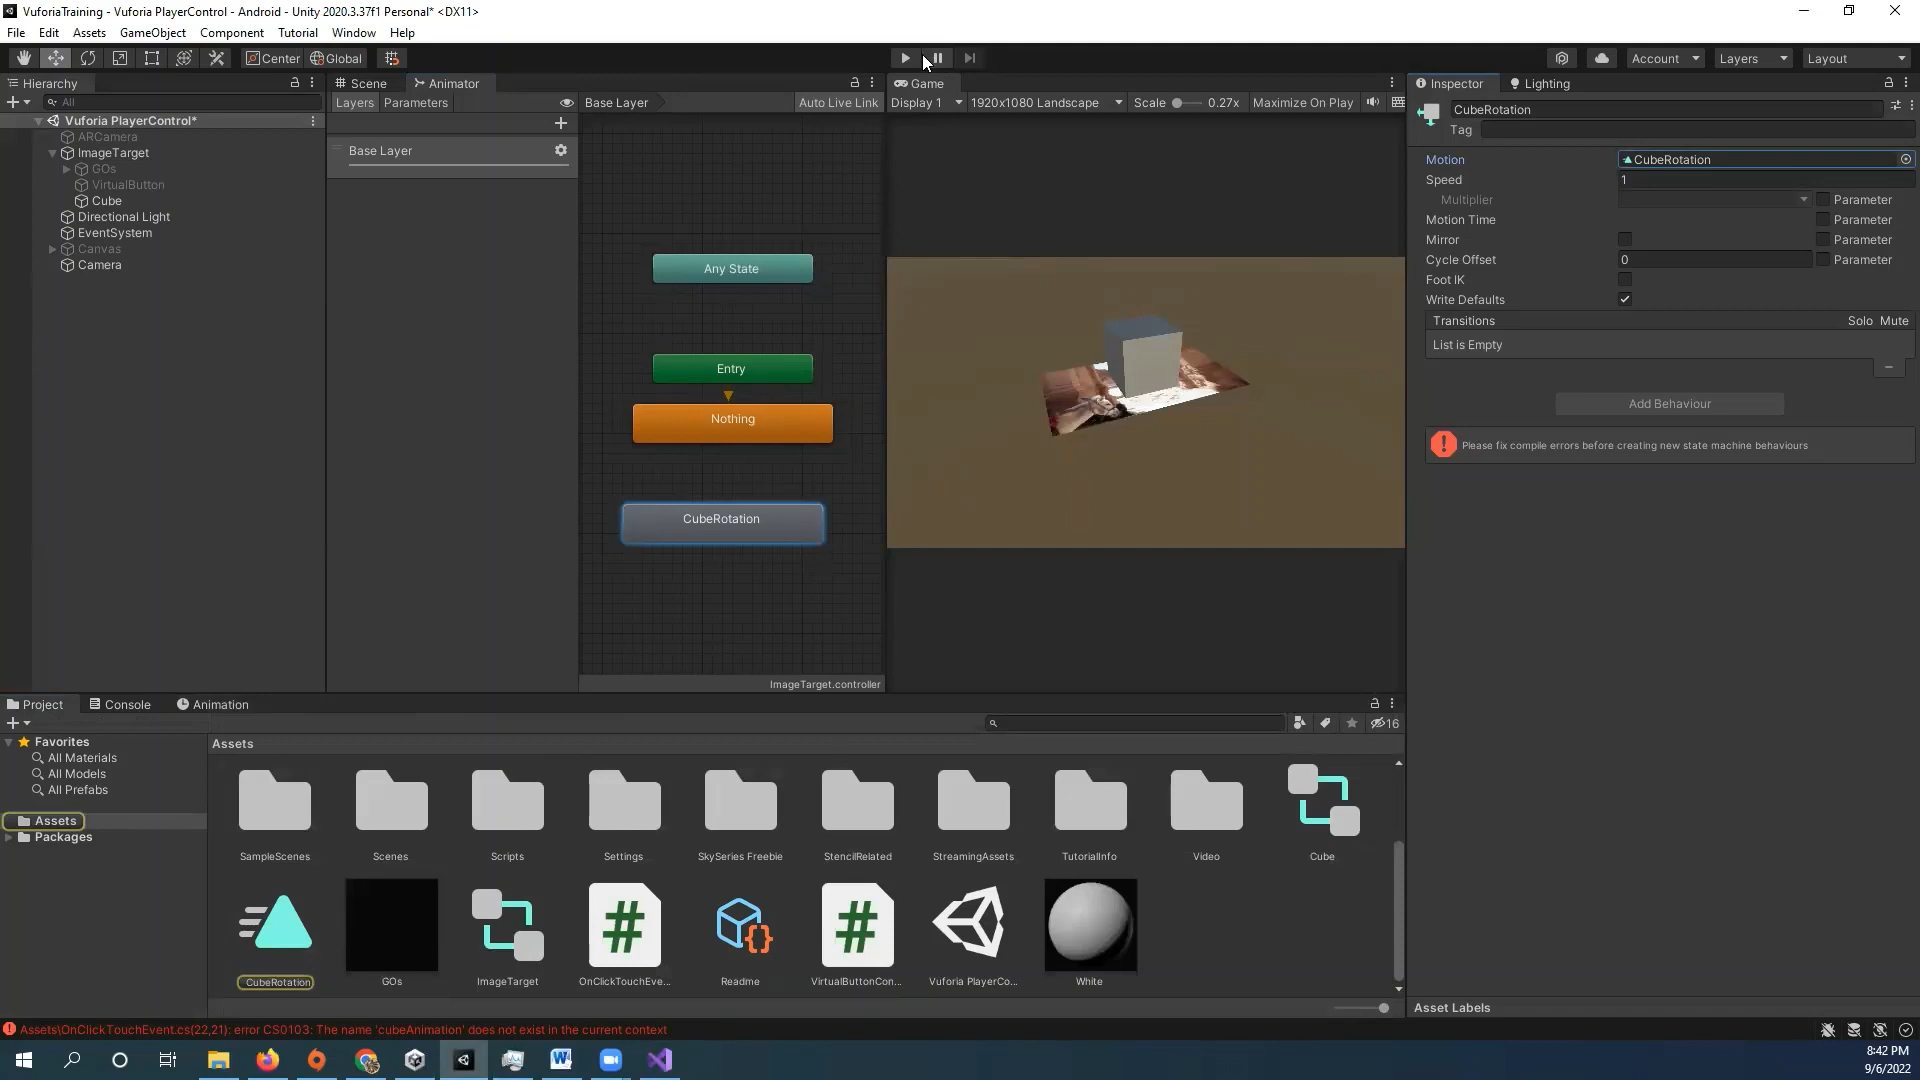 VuforiaTraining - Vuforia PlayerControl - Android - Unity 2020.3.37f1 Personal* <DX11>
File Edit Assets GameObject Component Tutorial Window Help
Center Global Account Layers Layout
Hierarchy Scene Animator Game Inspector Lighting
All Layers Parameters Base Layer Auto Live Link Display 1 1920x1080 Landscape Scale 0.27x Maximize On Play CubeRotation
Tag
Vuforia PlayerControl*
ARCamera
ImageTarget
GOs
VirtualButton
Cube
Directional Light
EventSystem
Canvas
Camera
Base Layer
Any State
Entry
Nothing
CubeRotation
ImageTarget.controller
Motion CubeRotation
Speed 1
Multiplier Parameter
Motion Time Parameter
Mirror Parameter
Cycle Offset 0 Parameter
Foot IK
Write Defaults
Transitions Solo Mute
List is Empty
Add Behaviour
Please fix compile errors before creating new state machine behaviours
Project Console Animation
16
Favorites
All Materials
All Models
All Prefabs
Assets
Packages
Assets
SampleScenes Scenes Scripts Settings SkySeries Freebie StencilRelated StreamingAssets TutorialInfo Video Cube
CubeRotation GOs ImageTarget OnClickTouchEve... Readme VirtualButtonCon... Vuforia PlayerCo... White
Asset Labels
Assets\OnClickTouchEvent.cs(22,21): error CS0103: The name 'cubeAnimation' does not exist in the current context
8:42 PM
9/6/2022